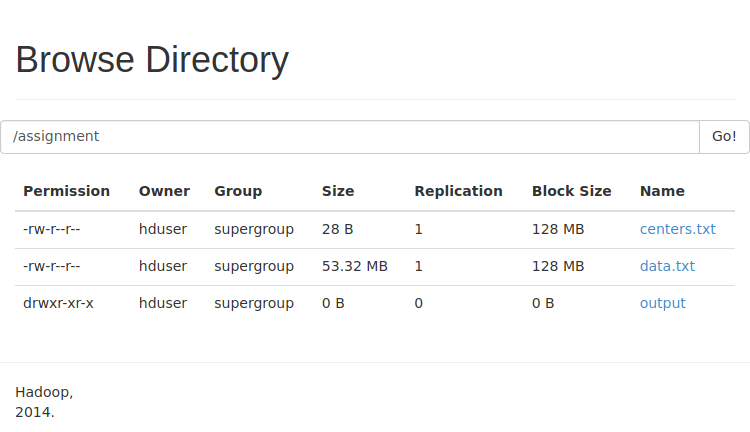 Browse Directory
/assignment Go!
Permission Owner Group Size Replication Block Size Name
-rw-r--r-- hduser supergroup 28 B 1 128 MB centers.txt
-rw-r--r-- hduser supergroup 53.32 MB 1 128 MB data.txt
drwxr-xr-x hduser supergroup 0 B 0 0 B output
Hadoop,
2014.